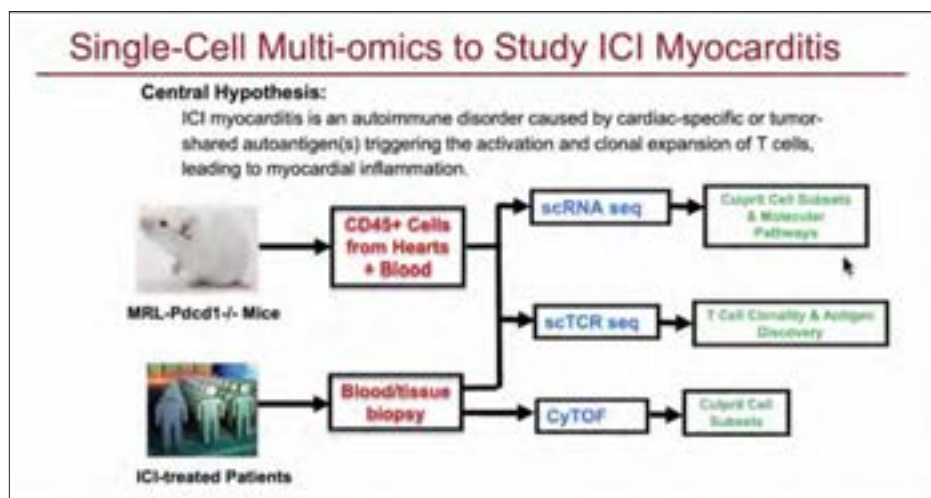 Single-Cell Multi-omics to Study ICI Myocarditis
Central Hypothesis:
ICI myocarditis is an autoimmune disorder caused by cardiac-specific or tumor-
shared autoantigen(s) triggering the activation and clonal expansion of T cells,
leading to myocardial inflammation.
CD45+ Cells
from Hearts
+ Blood
scRNA seq
Culprit Cell Subsets
& Molecular
Pathways
MRL-Pdcd1-/- Mice
scTCR seq
T Cell Clonality & Antigen
Discovery
Blood/tissue
biopsy
CyTOF
Culprit Cell
Subsets
ICI-treated Patients